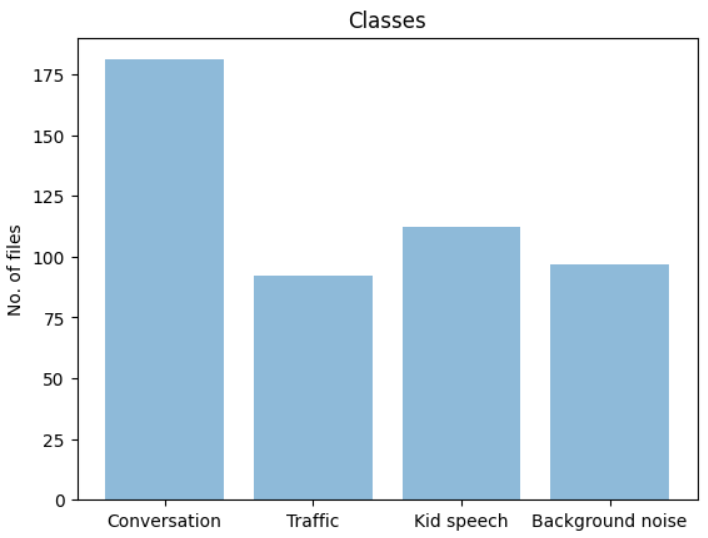 Classes
No. of files
175
150
125
100
75
50
25
0
Conversation
Traffic
Kid speech
Background noise